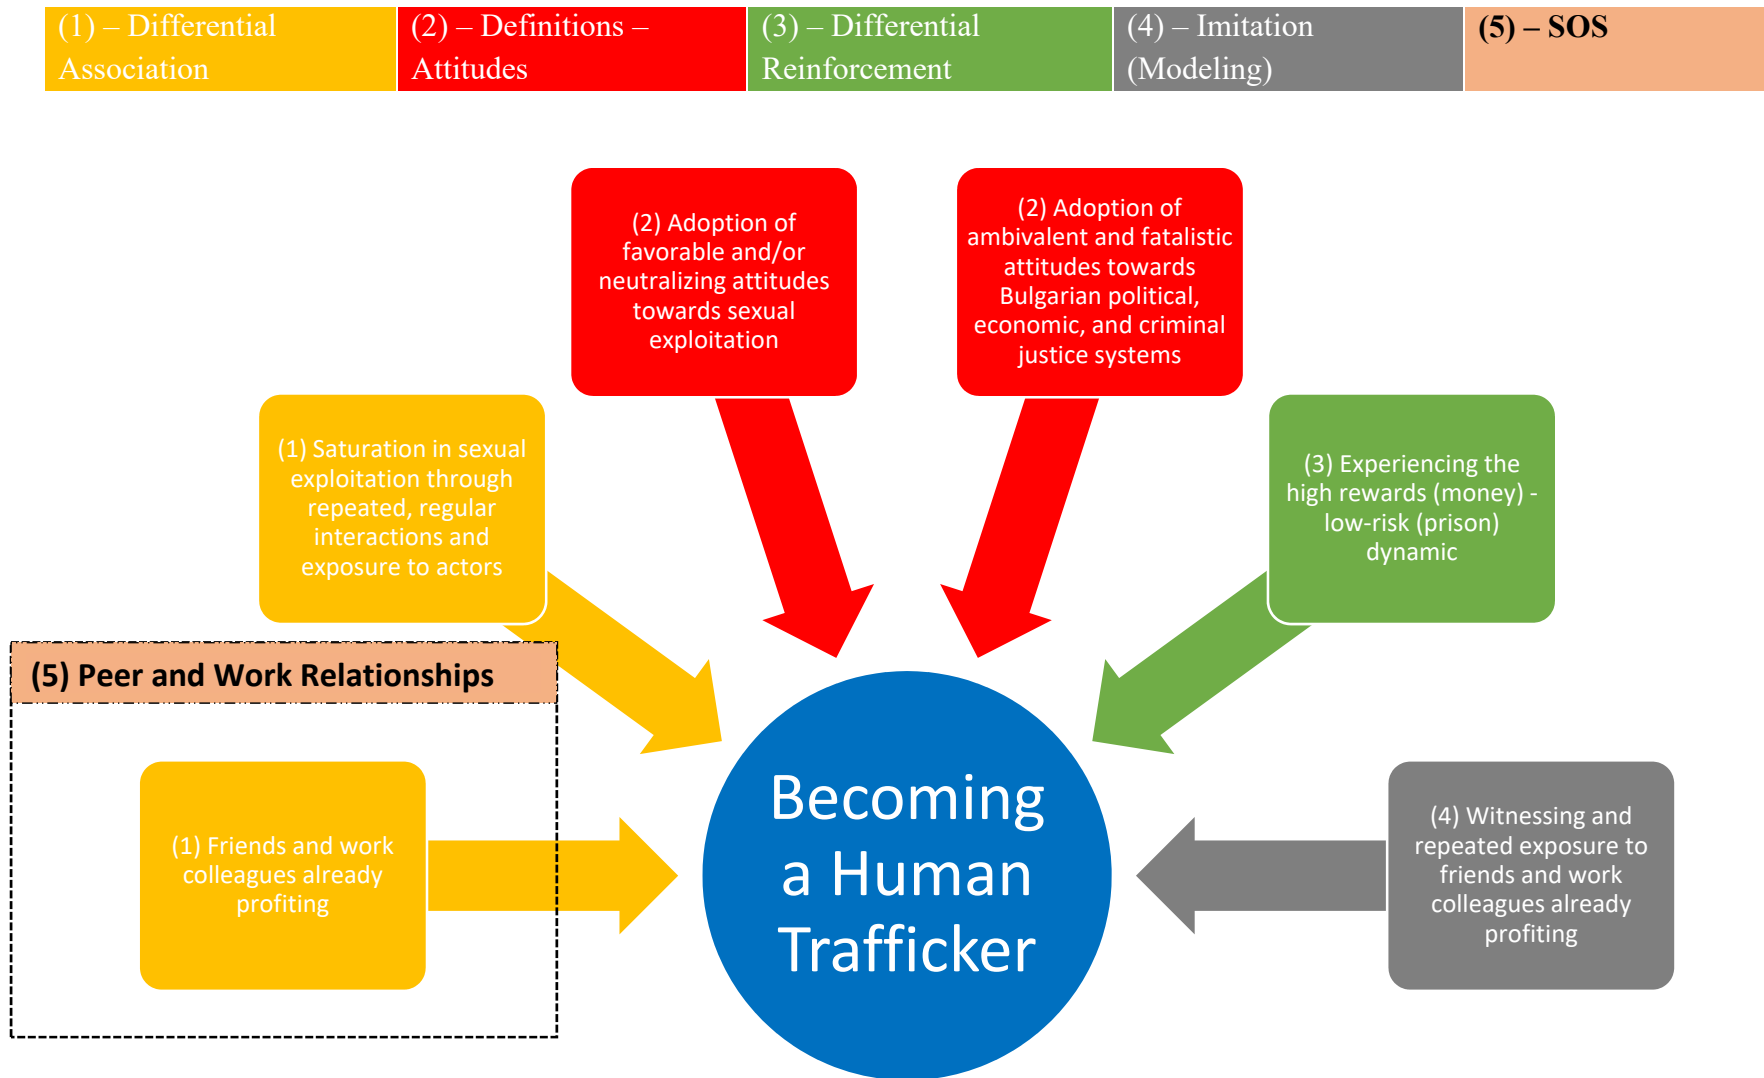 (1) – Differential
Association
(2) – Definitions –
Attitudes
(3) – Differential
Reinforcement
(4) – Imitation
(Modeling)
(5) – SOS
(2) Adoption of
favorable and/or
neutralizing attitudes
towards sexual
exploitation
(2) Adoption of
ambivalent and fatalistic
attitudes towards
Bulgarian political,
economic, and criminal
justice systems
(1) Saturation in sexual
exploitation through
repeated, regular
interactions and
exposure to actors
(3) Experiencing the
high rewards (money) -
low-risk (prison)
dynamic
(5) Peer and Work Relationships
(1) Friends and work
colleagues already
profiting
Becoming
a Human
Trafficker
(4) Witnessing and
repeated exposure to
friends and work
colleagues already
profiting